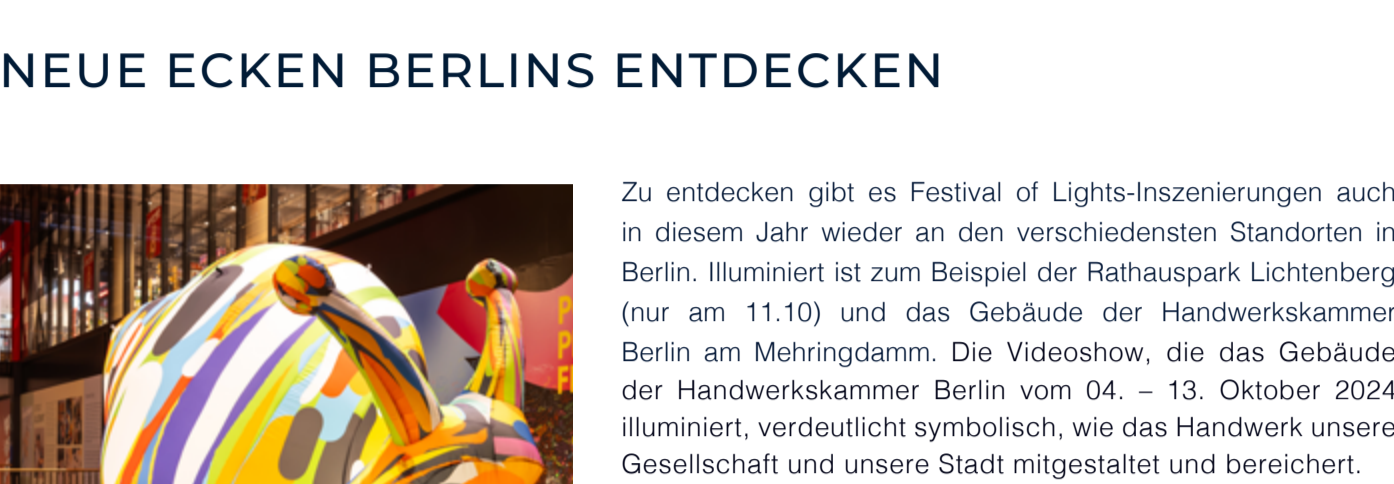 NEUE ECKEN BERLINS ENTDECKEN
Zu entdecken gibt es Festival of Lights-Inszenierungen auch
in diesem Jahr wieder an den verschiedensten Standorten in
Berlin. Illuminiert ist zum Beispiel der Rathauspark Lichtenberg
(nur am 11.10) und das Gebäude der Handwerkskammer
Berlin am Mehringdamm. Die Videoshow, die das Gebäude
der Handwerkskammer Berlin vom 04. – 13. Oktober 2024
illuminiert, verdeutlicht symbolisch, wie das Handwerk unsere
Gesellschaft und unsere Stadt mitgestaltet und bereichert.